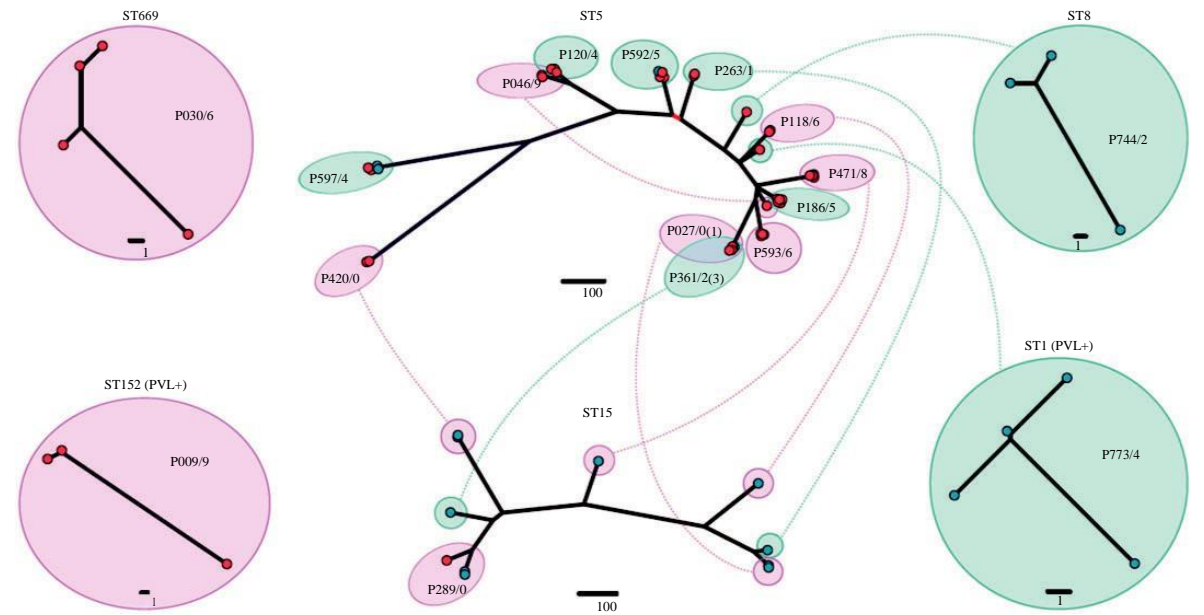 ST669
P030/6
1
ST5
P120/4
P592/5
P263/1
P046/9
P118/6
P597/4
P471/8
P186/5
P027/0(1)
P593/6
P420/0
P361/2(3)
100
ST8
P744/2
1
ST152 (PVL+)
P009/9
1
ST15
P289/0
100
ST1 (PVL+)
P773/4
1